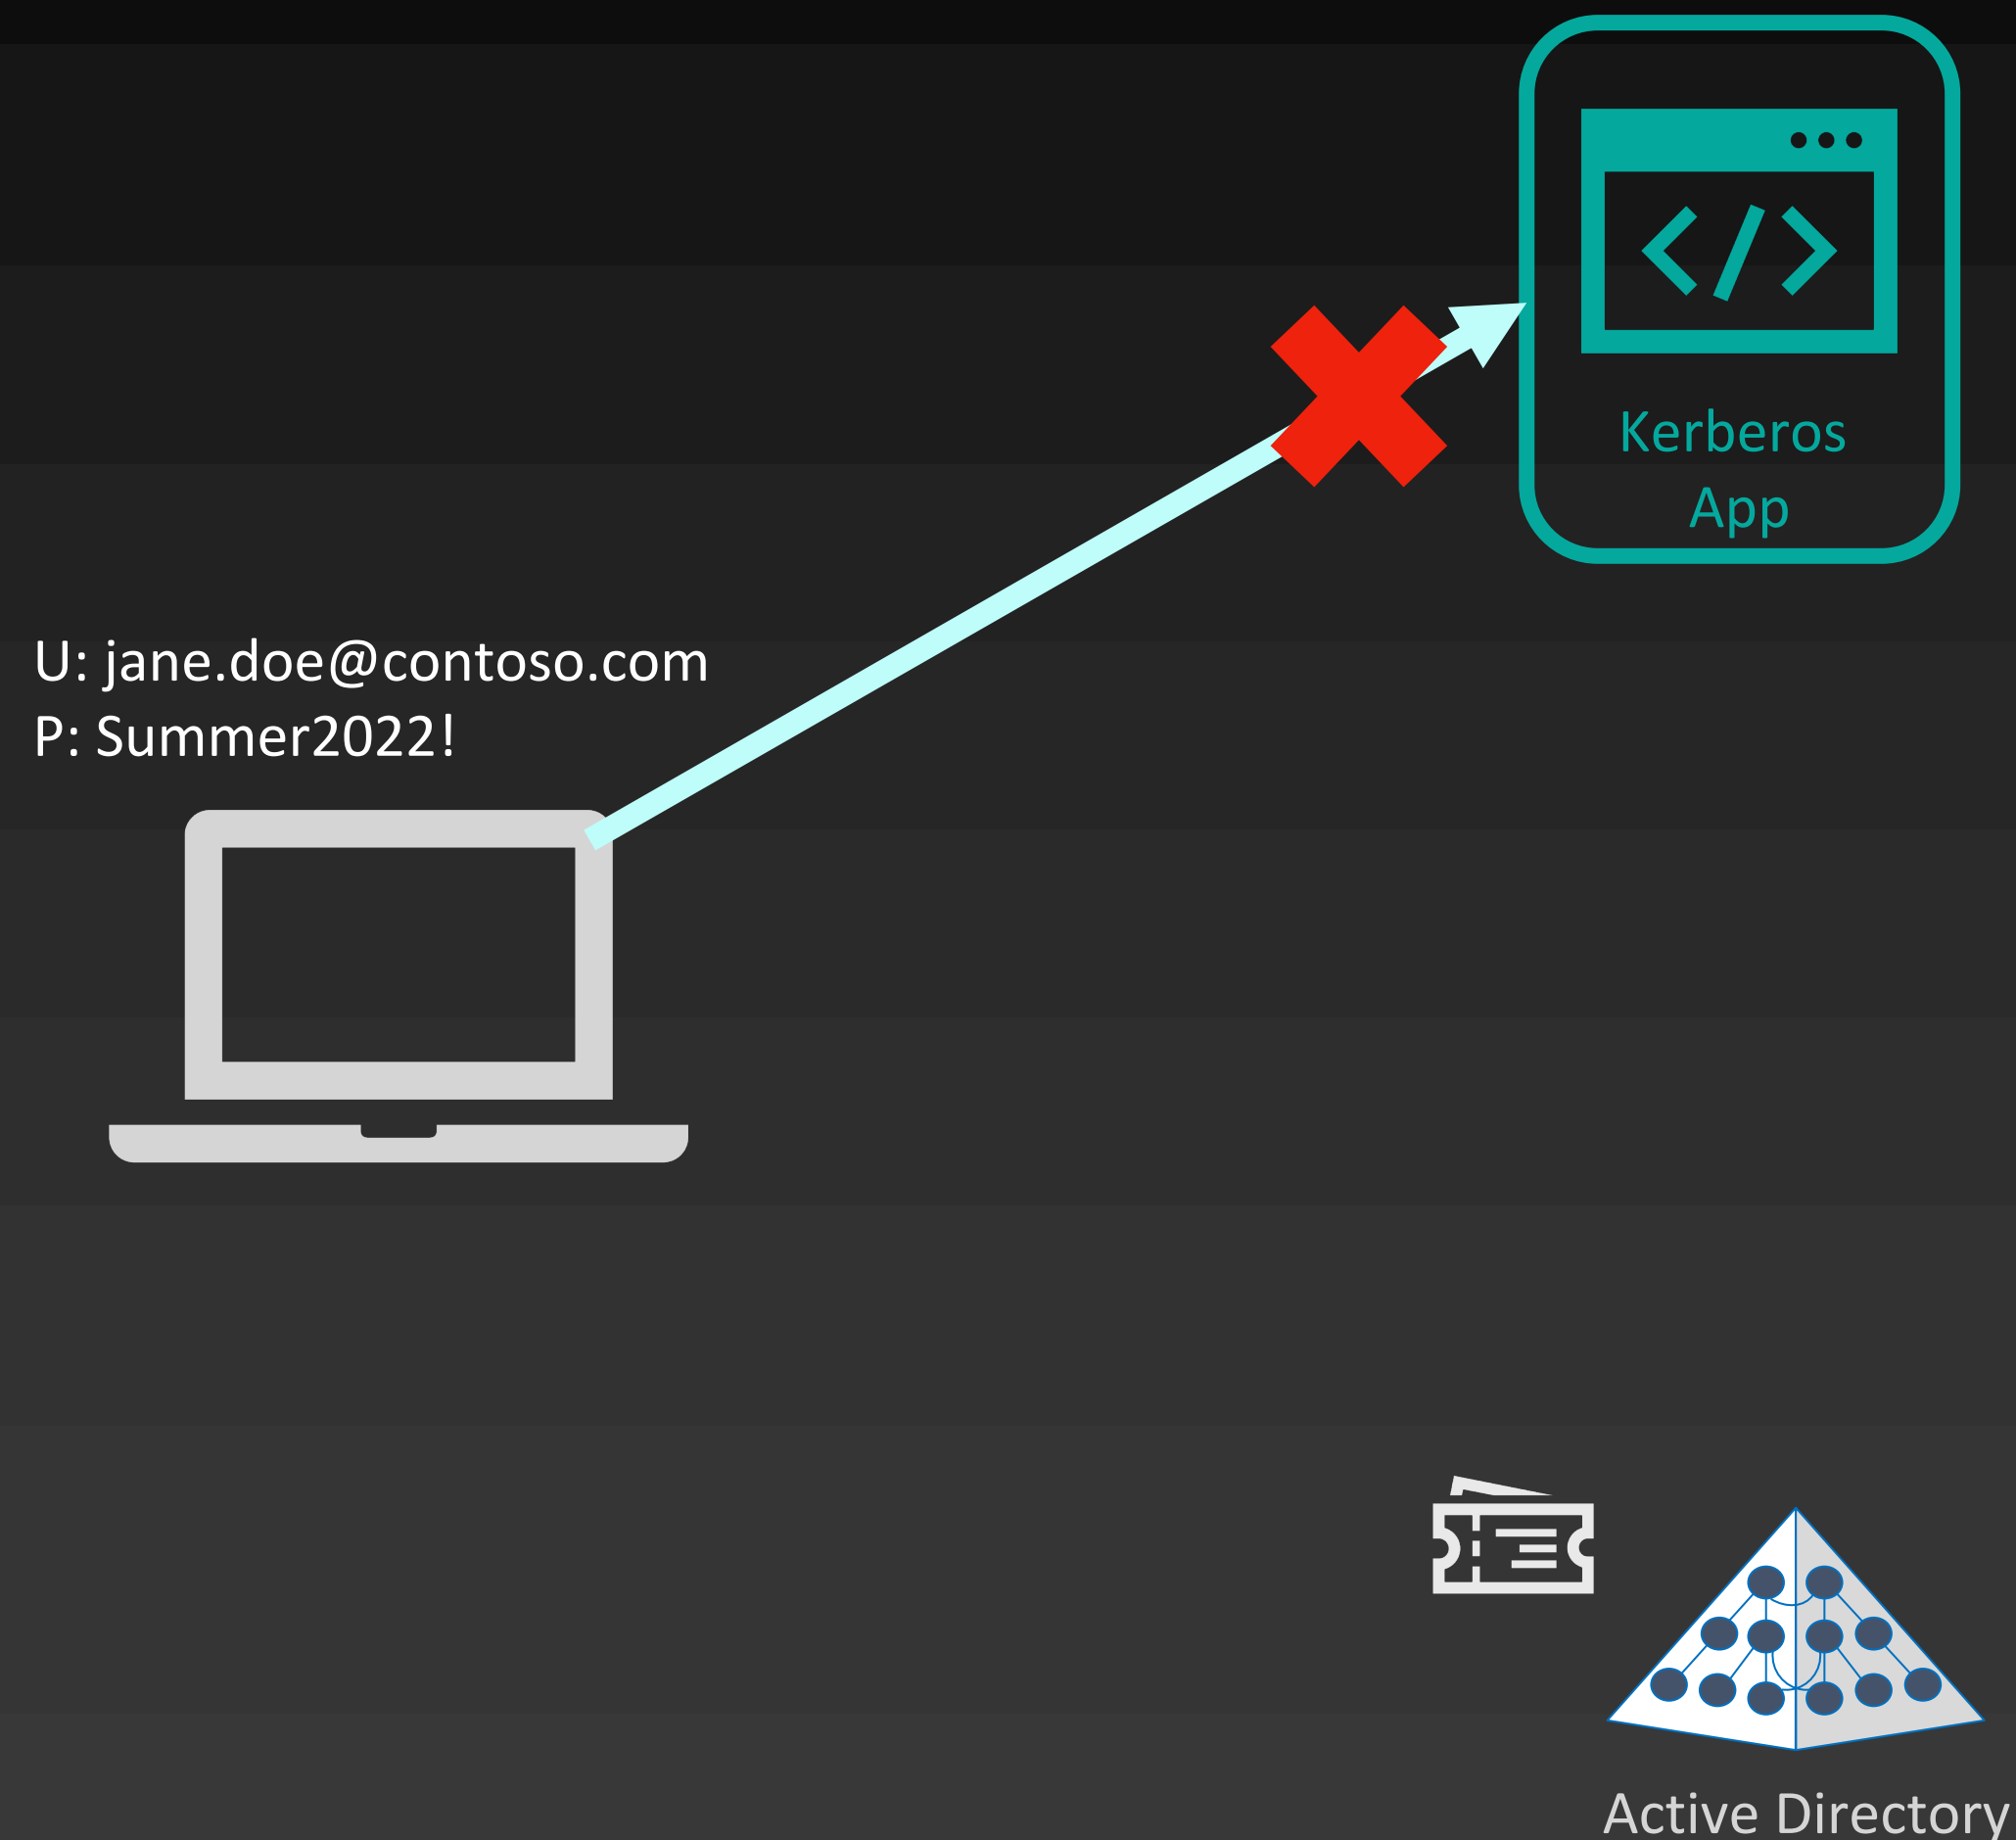 Kerberos
App
U: jane.doe@contoso.com
P: Summer2022!
Active Directory